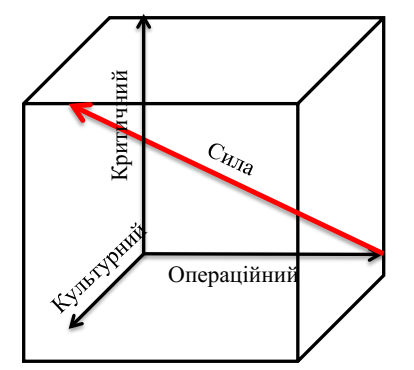 Критичний
Сила
Культурний
Операційний